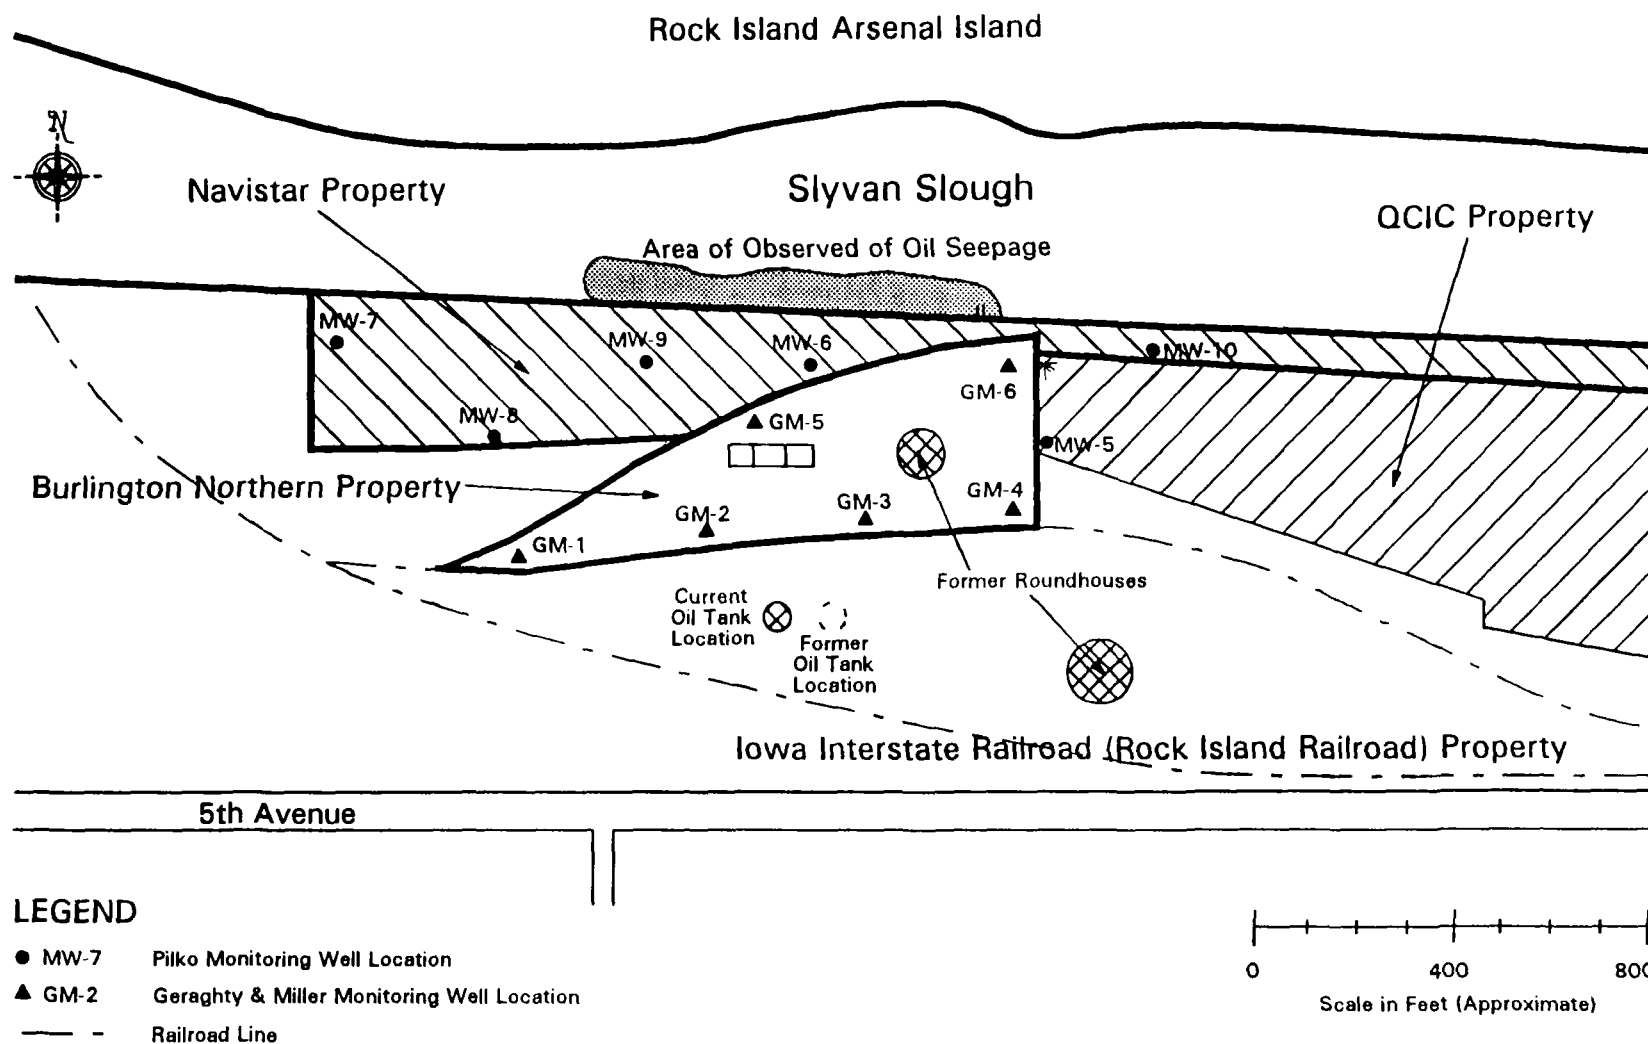 Rock Island Arsenal Island
N
Navistar Property
Slyvan Slough
QCIC Property
Area of Observed of Oil Seepage
MW-7
MW-9
MW-6
MW-10
GM-6
MW-8
GM-5
MW-5
Burlington Northern Property
GM-4
GM-3
GM-2
GM-1
Former Roundhouses
Current
Oil Tank
Location
Former
Oil Tank
Location
Iowa Interstate Railroad (Rock Island Railroad) Property
5th Avenue
LEGEND
MW-7 Pilko Monitoring Well Location
GM-2 Geraghty & Miller Monitoring Well Location
Railroad Line
0 400 800
Scale in Feet (Approximate)